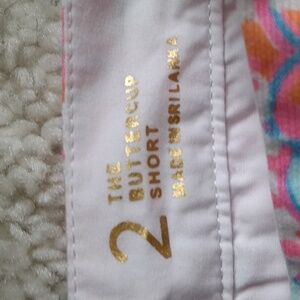 THE
BUTTERCUP
SHORT
MADE IN SRI LANKA
2